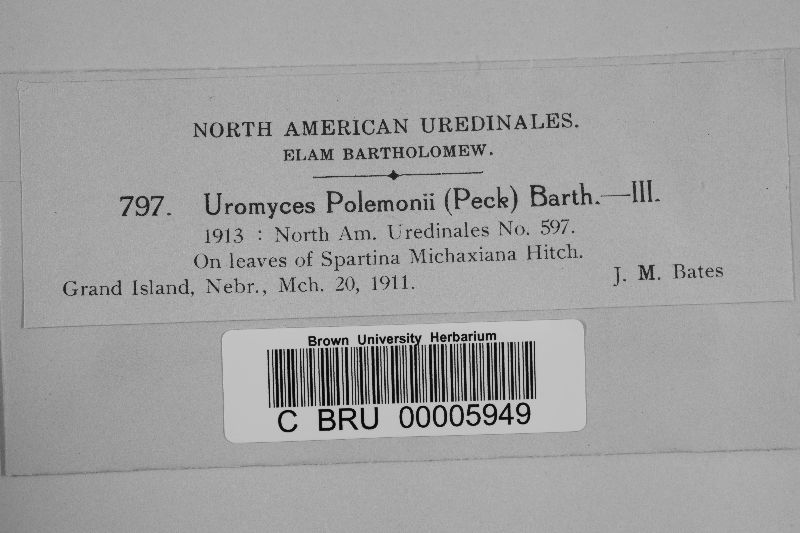 NORTH AMERICAN UREDINALES.
ELAM BARTHOLOMEW.
797. Uromyces Polemonii (Peck) Barth.—III.
1913 : North Am. Uredinales No. 597.
On leaves of Spartina Michaxiana Hitch.
Grand Island, Nebr., Mch. 20, 1911. J. M. Bates
Brown University Herbarium
C BRU 00005949